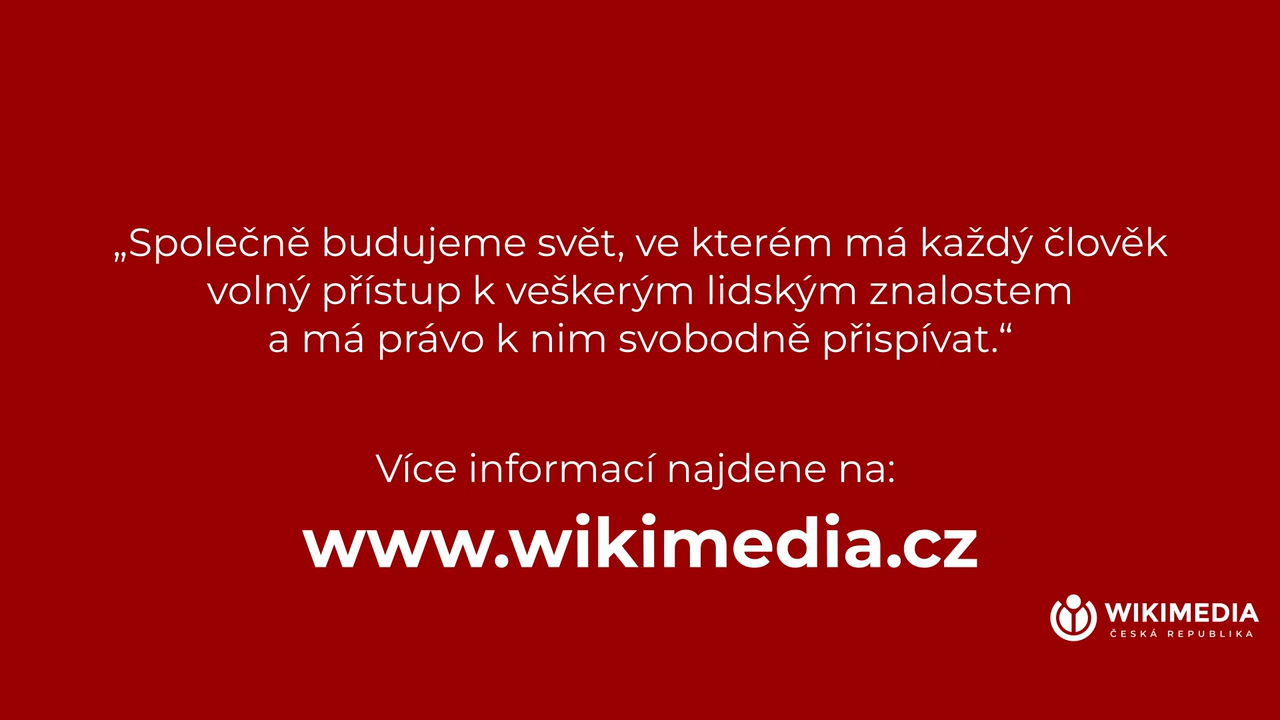 „Společně budujeme svět, ve kterém má každý člověk
volný přístup k veškerým lidským znalostem
a má právo k nim svobodně přispívat.“
Více informací najdene na:
www.wikimedia.cz
WIKIMEDIA
ČESKÁ REPUBLIKA